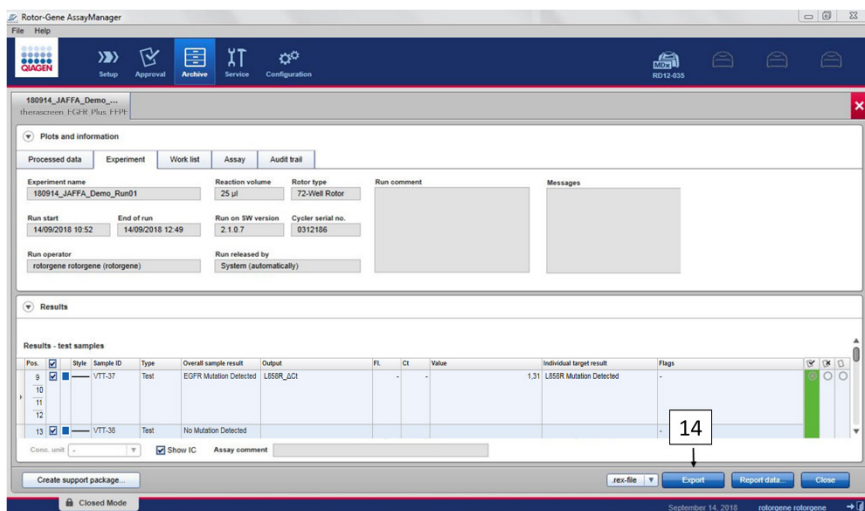 Rotor-Gene AssayManager
File Help
QIAGEN
Setup Approval Archive Service Configuration
MDx
RD12-835
180914_JAFFA_Demo_...
therascreen EGFR Plus FFPE
Plots and information
Processed data Experiment Work list Assay Audit trail
Experiment name Reaction volume Rotor type Run comment Messages
180914_JAFFA_Demo_Run01 25 µl 72-Well Rotor
Run start End of run Run on SW version Cycler serial no.
14/09/2018 10:52 14/09/2018 12:49 2.1.0.7 0312186
Run operator Run released by
rotorgene rotorgene (rotorgene) System (automatically)
Results
Results - test samples
Pos. Style Sample ID Type Overall sample result Output Fl. Ct Value Individual target result Flags
9 VTT-37 Test EGFR Mutation Detected L858R_ΔCt - - 1,31 L858R Mutation Detected -
10
11
12
13 VTT-38 Test No Mutation Detected -
14
Conc. unit - Show IC Assay comment
Create support package... .rex-file Export Report data... Close
Closed Mode September 14, 2018 rotorgene rotorgene